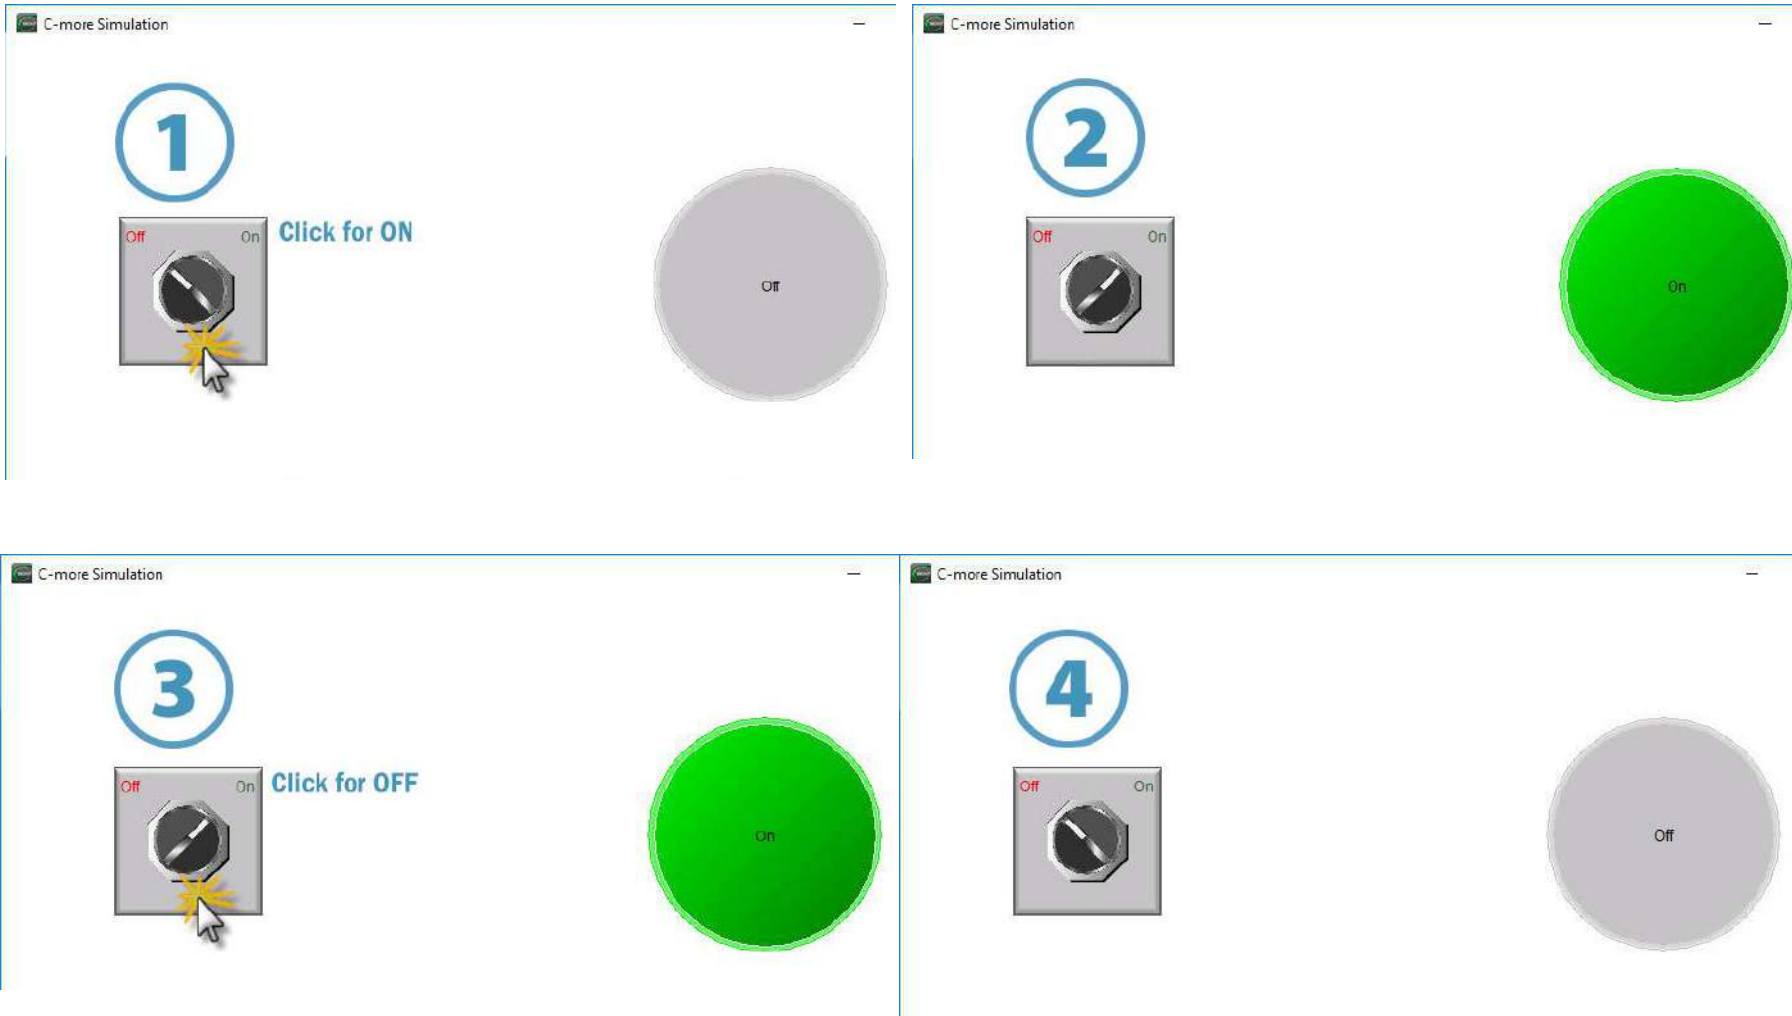 C-more Simulation
1
Off On
Click for ON
Off
C-more Simulation
2
Off On
On
C-more Simulation
3
Off On
Click for OFF
On
C-more Simulation
4
Off On
Off